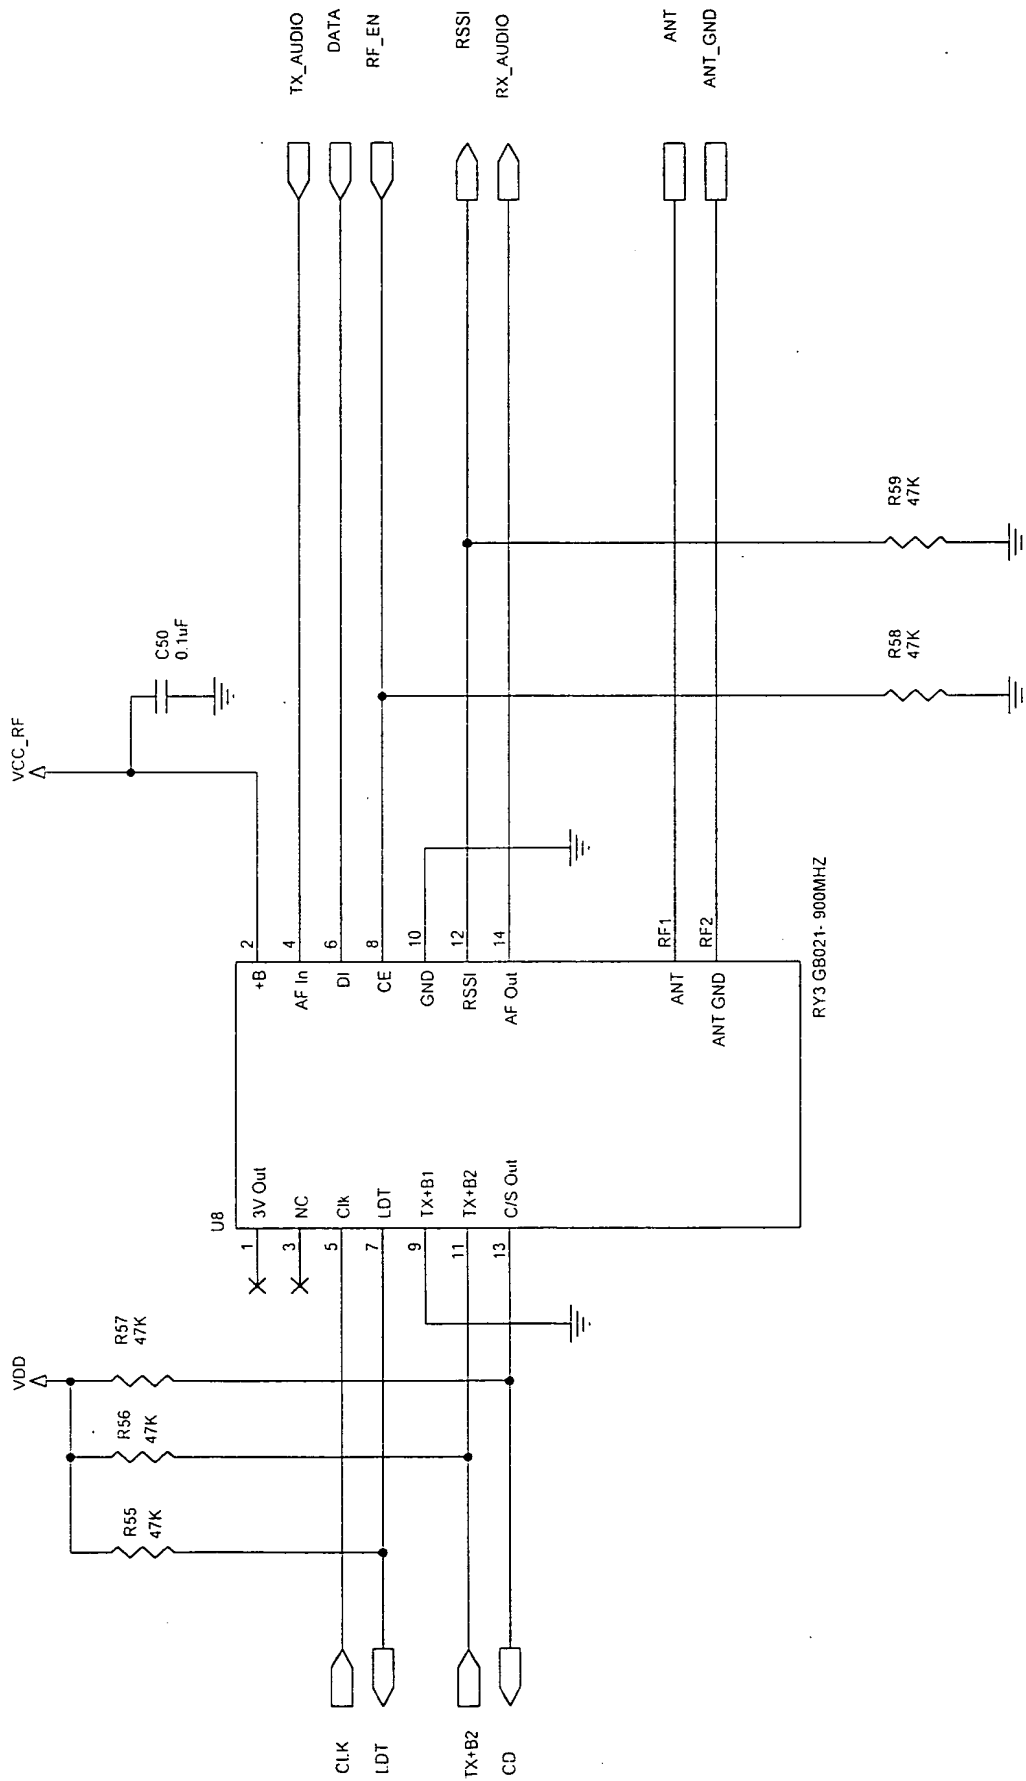 VDD
VCC_RF
R55
47K
R56
47K
R57
47K
C50
0.1uF
TX_AUDIO
DATA
RF_EN
RSSI
RX_AUDIO
ANT
ANT_GND
CLK
LDT
TX+B2
CD
U8
1
3
5
7
9
11
13
3V Out
NC
Clk
LDT
TX+B1
TX+B2
C/S Out
+B
AF In
DI
CE
GND
RSSI
AF Out
ANT
ANT GND
2
4
6
8
10
12
14
RF1
RF2
RY3 GB021- 900MHZ
R58
47K
R59
47K